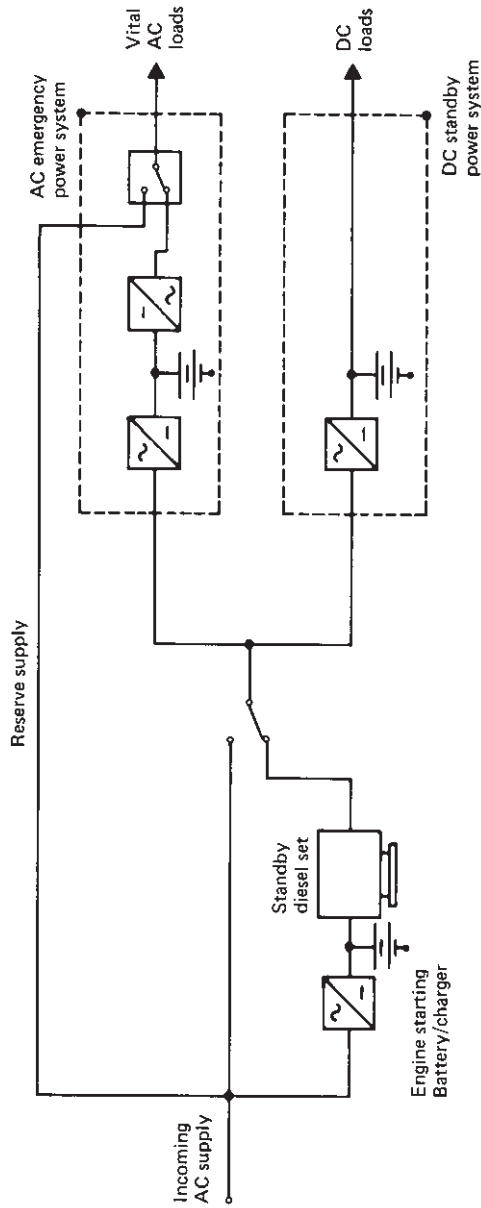 Reserve supply
AC emergency
power system
Vital
AC
loads
Incoming
AC supply
Standby
diesel set
Engine starting
Battery/charger
DC
loads
DC standby
power system